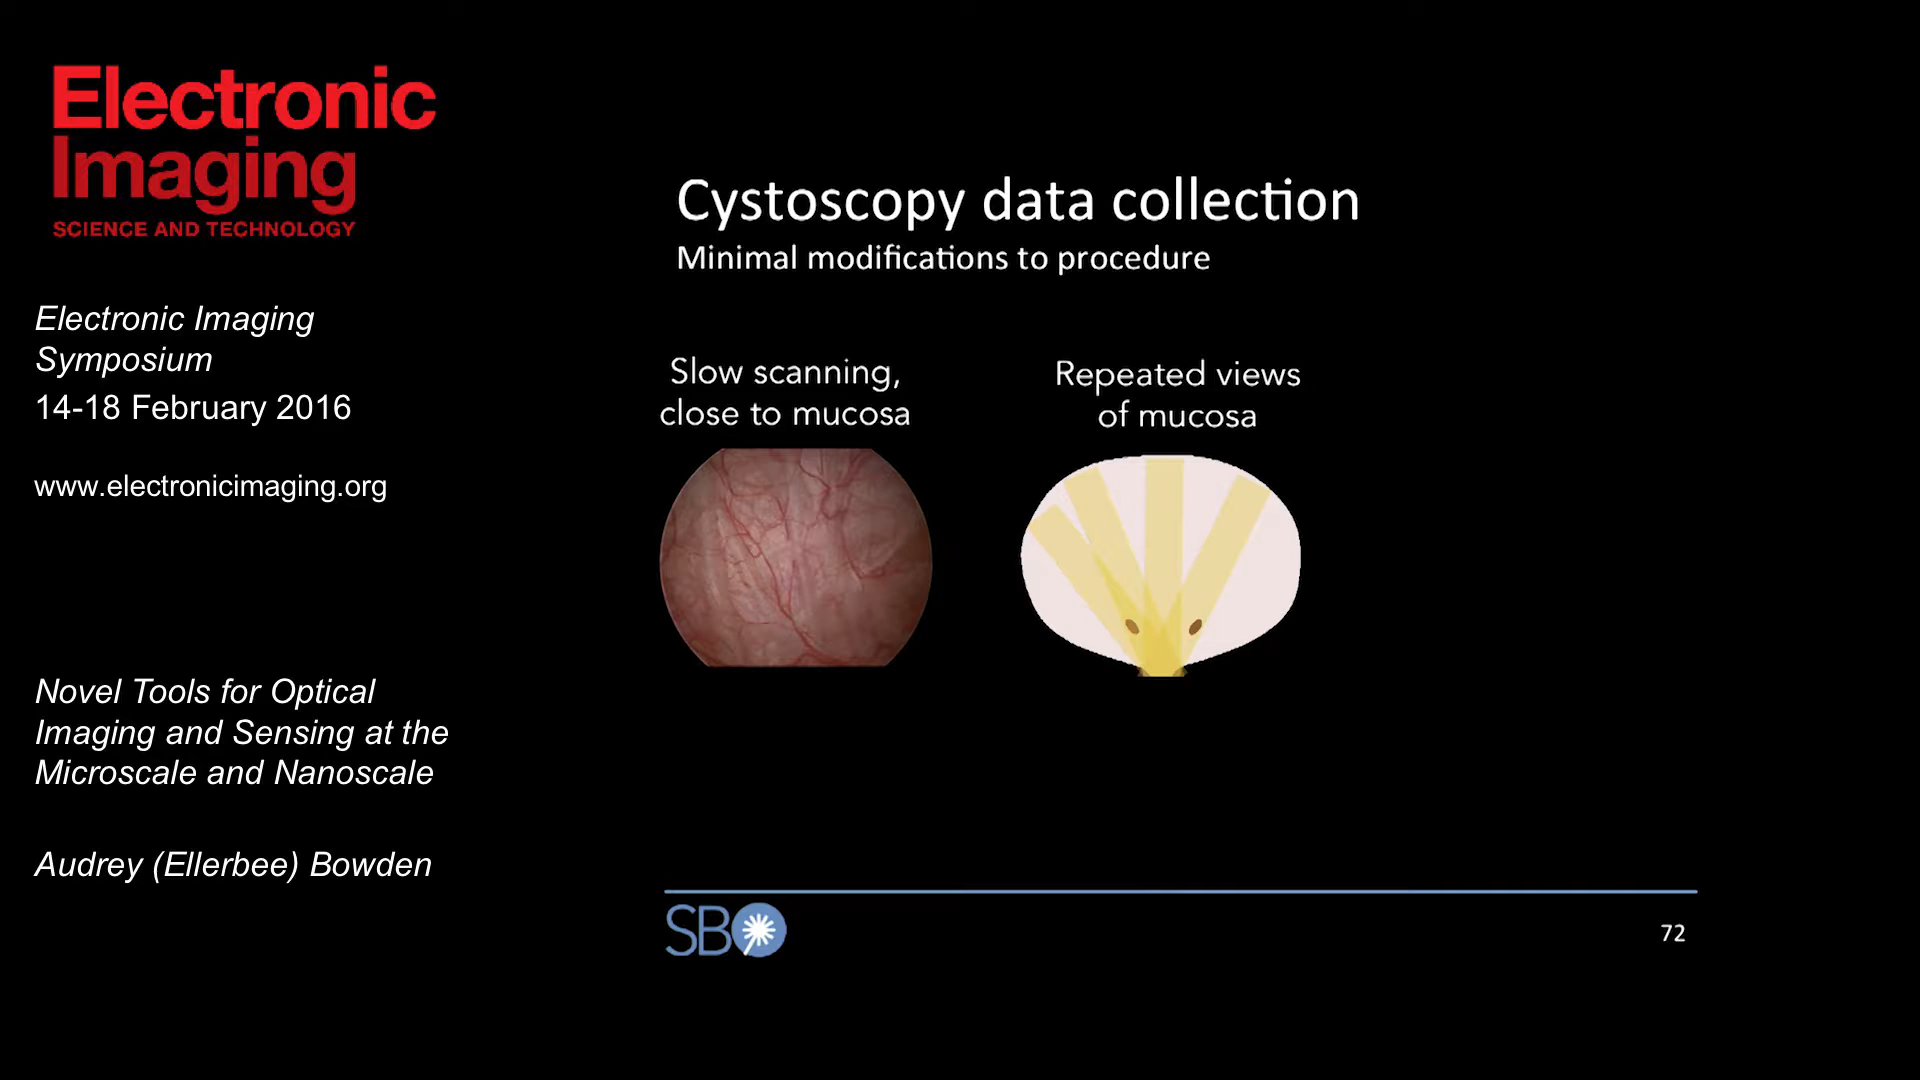 Electronic
Imaging
SCIENCE AND TECHNOLOGY
Electronic Imaging
Symposium
14-18 February 2016
www.electronicimaging.org
Novel Tools for Optical
Imaging and Sensing at the
Microscale and Nanoscale
Audrey (Ellerbee) Bowden
Cystoscopy data collection
Minimal modifications to procedure
Slow scanning,
close to mucosa
Repeated views
of mucosa
SBO
72